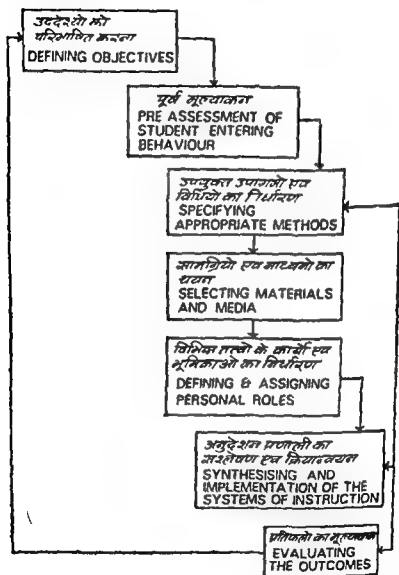 उद्देश्यों को
परिभाषित करना
DEFINING OBJECTIVES
पूर्व मूल्यांकन
PRE ASSESSMENT OF
STUDENT ENTERING
BEHAVIOUR
उपयुक्त उपागमों एवं
विधियों का निर्धारण
SPECIFYING
APPROPRIATE METHODS
सामग्रियों एवं माध्यमों का
चयन
SELECTING MATERIALS
AND MEDIA
विभिन्न तत्वों के कार्यों एवं
भूमिकाओं का निर्धारण
DEFINING & ASSIGNING
PERSONAL ROLES
अनुदेशन प्रणाली का
संश्लेषण एवं क्रियान्वयन
SYNTHESISING AND
IMPLEMENTATION OF THE
SYSTEMS OF INSTRUCTION
प्रतिफलों का मूल्यांकन
EVALUATING
THE OUTCOMES